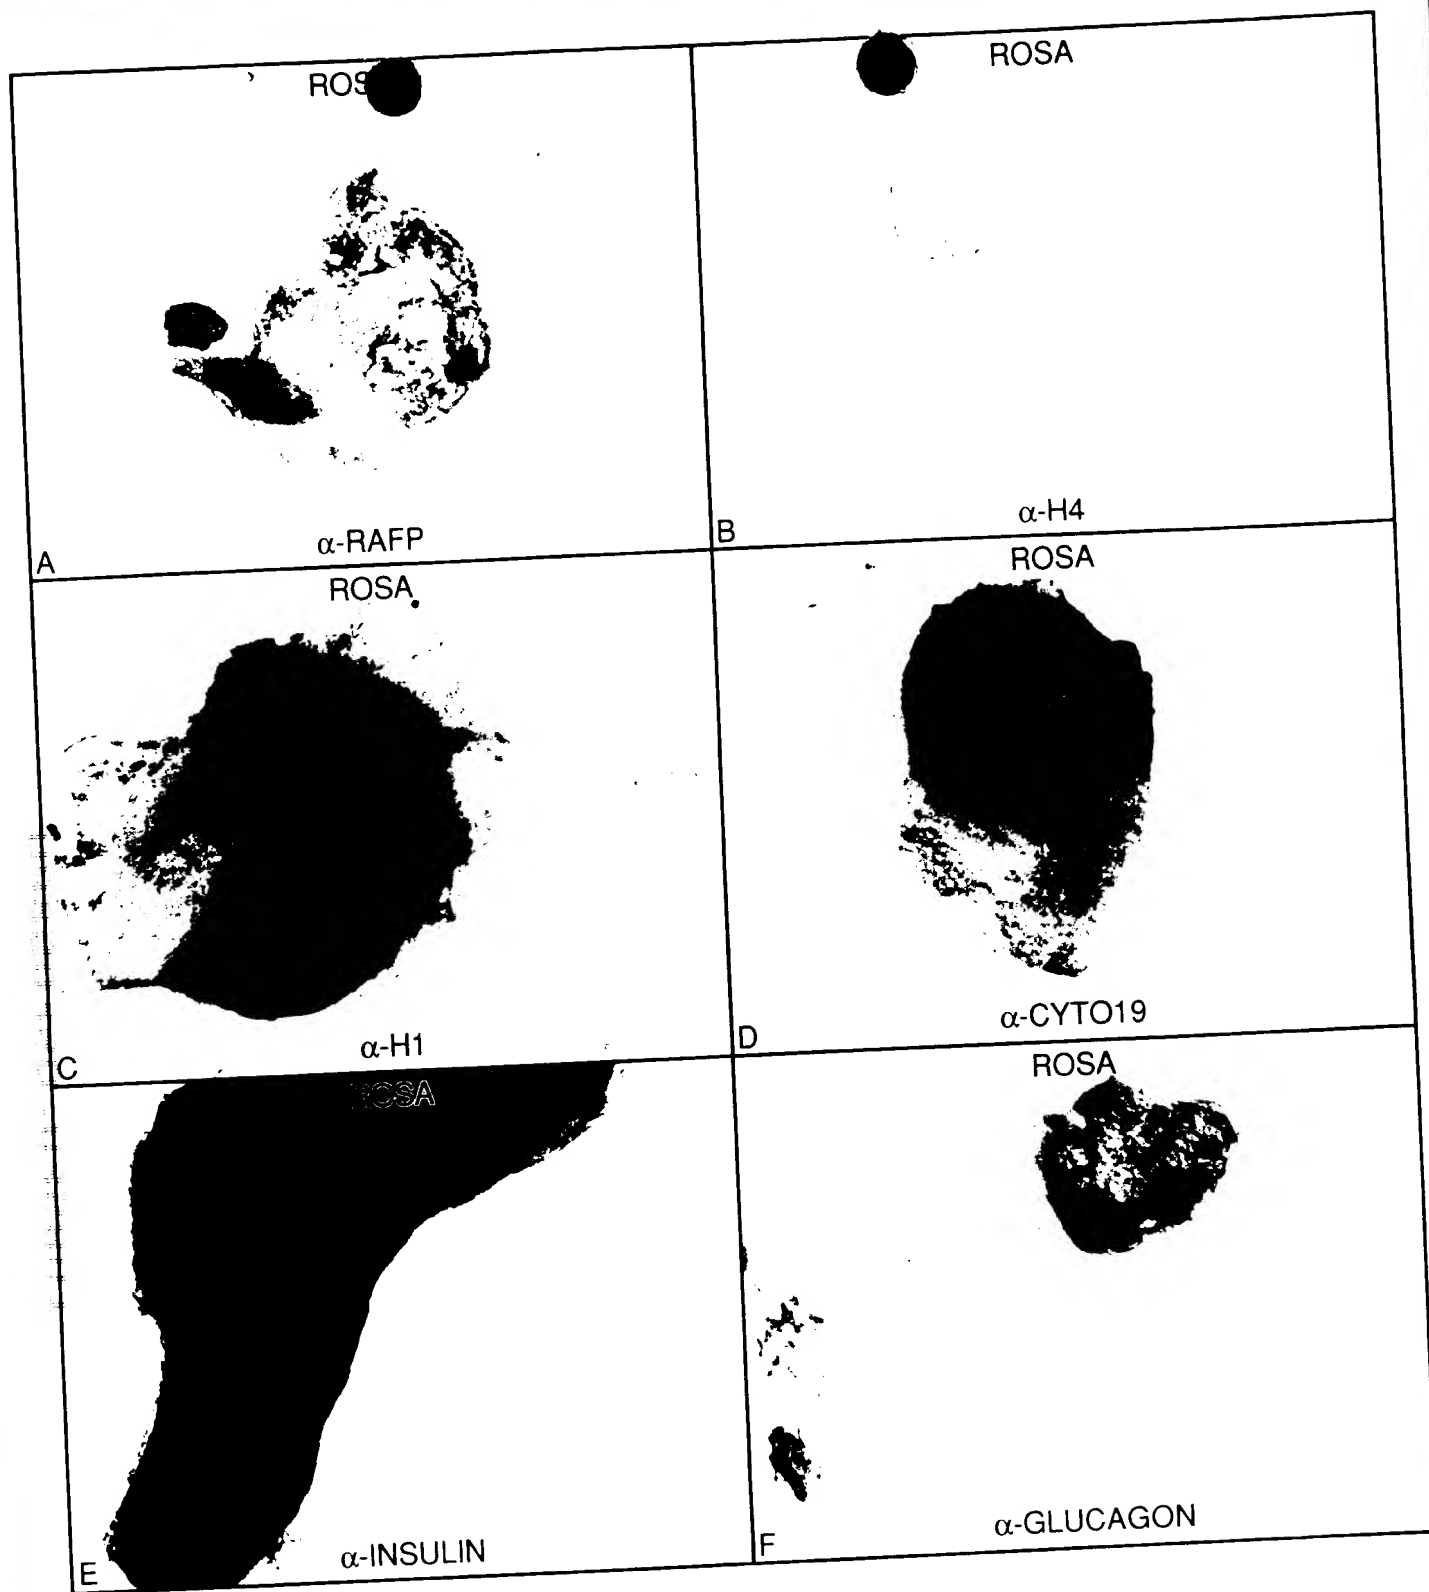 ROS
α-RAFP
A
ROSA
α-H4
B
ROSA
α-H1
C
ROSA
α-CYTO19
D
ROSA
α-INSULIN
E
ROSA
α-GLUCAGON
F